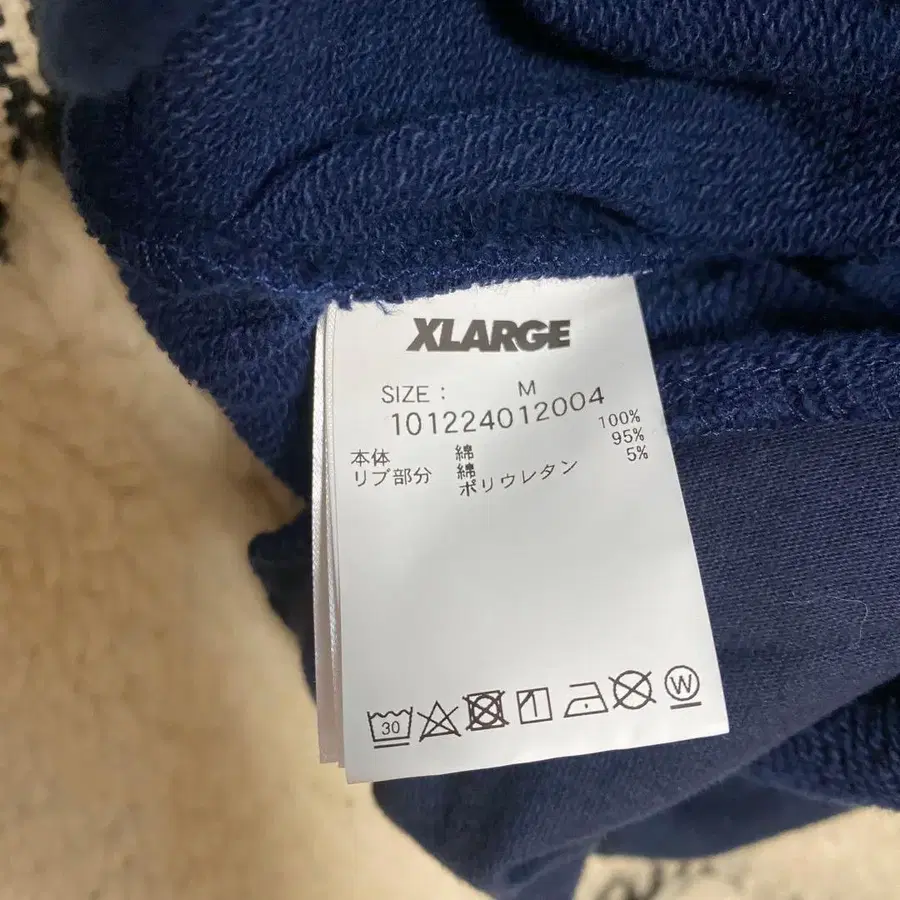 XLARGE
SIZE : M
101224012004
本体 綿 100%
リブ部分 綿 95%
ポリウレタン 5%
30
W